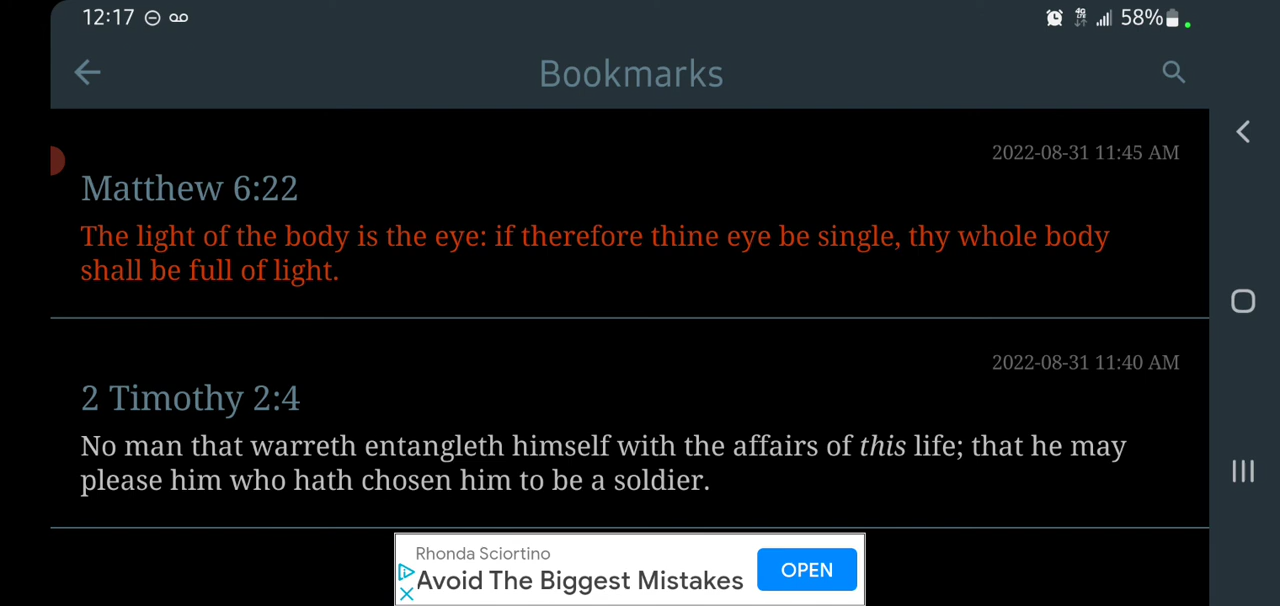 12:17
58%
Bookmarks
2022-08-31 11:45 AM
Matthew 6:22
The light of the body is the eye: if therefore thine eye be single, thy whole body
shall be full of light.
2022-08-31 11:40 AM
2 Timothy 2:4
No man that warreth entangleth himself with the affairs of this life; that he may
please him who hath chosen him to be a soldier.
Rhonda Sciortino
Avoid The Biggest Mistakes
OPEN